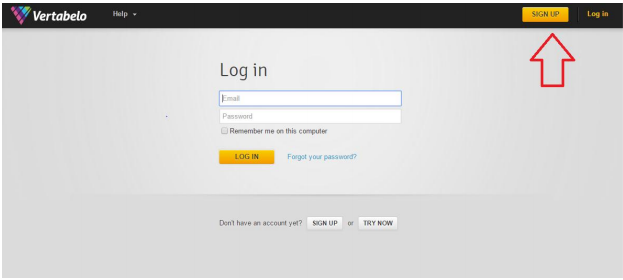 Vertabelo Help SIGN UP Log in
Log in
Email
Password
Remember me on this computer
LOG IN Forgot your password?
Don't have an account yet? SIGN UP or TRY NOW